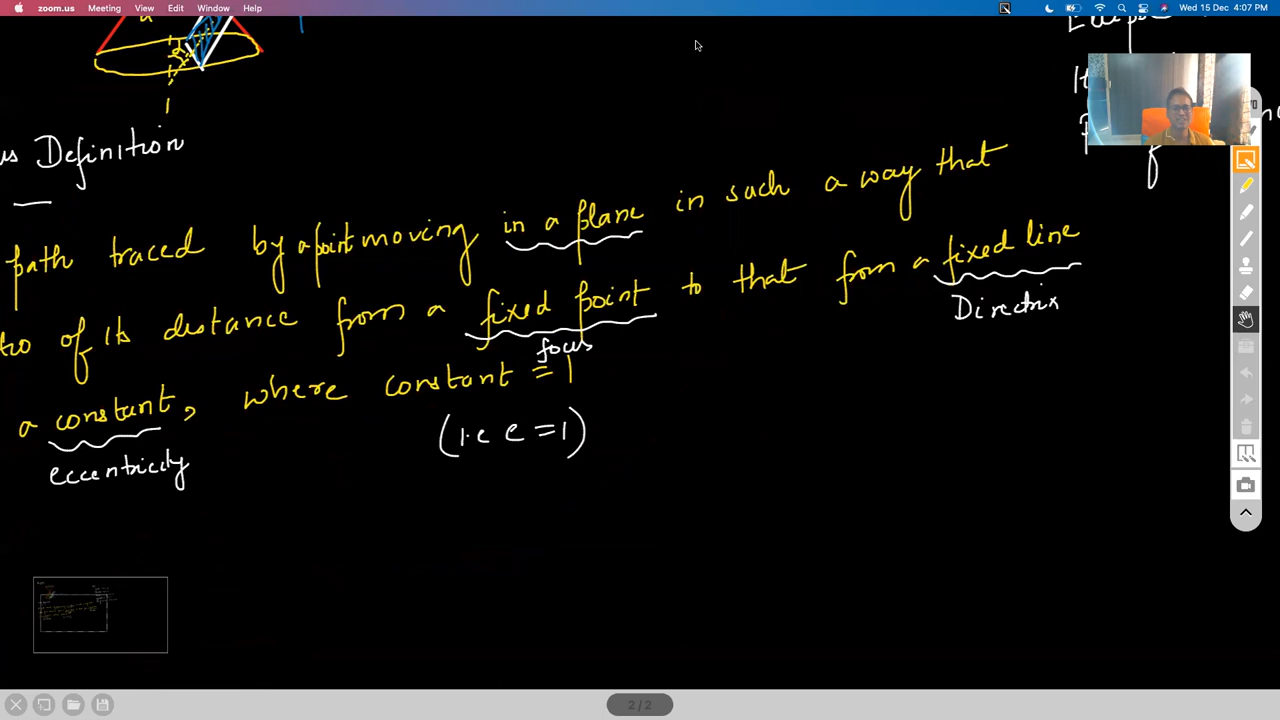 zoom.us Meeting View Edit Window Help Wed 15 Dec 4:07 PM
us Definition
path traced by a point moving in a plane in such a way that
tio of its distance from a fixed point to that from a fixed line
focus
Directrix
a constant, where constant = 1
eccentricity
(i.e e = 1)
2 / 2